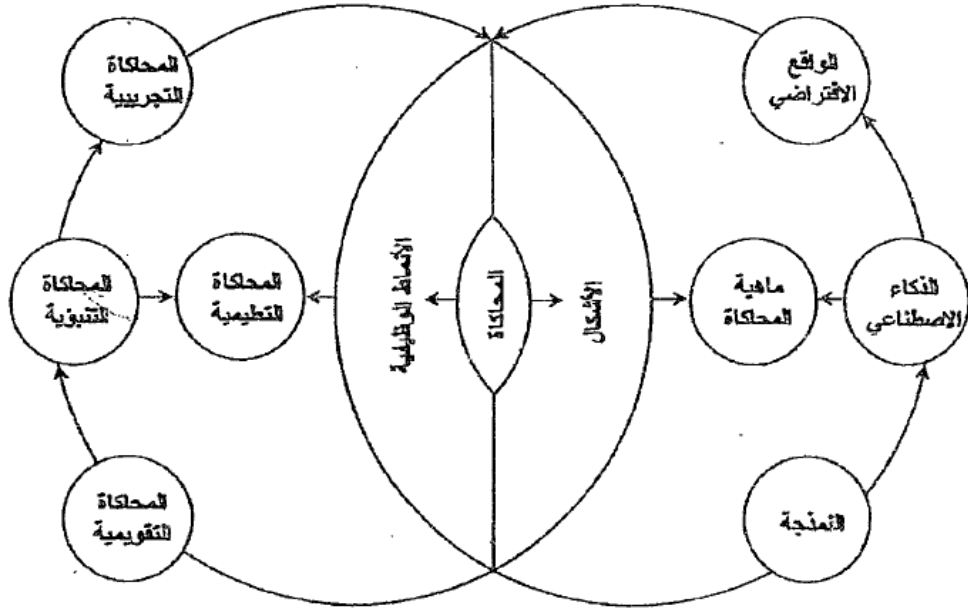 الواقع
الافتراضي
المحاكاة
التجريبية
الذكاء
الاصطناعي
ماهية
المحاكاة
الأشكال
المحاكاة
الأنماط الوظيفية
المحاكاة
التعليمية
المحاكاة
التنبؤية
النمذجة
المحاكاة
التقويمية